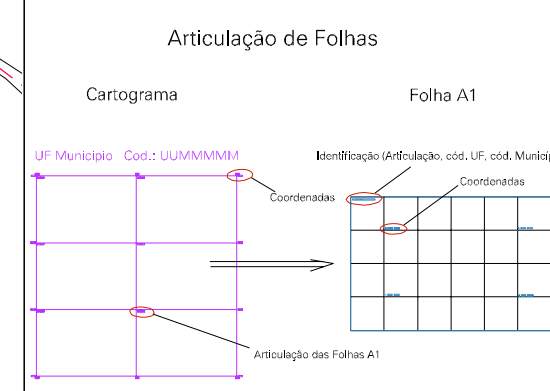 Articulação de Folhas
Cartograma
Folha A1
UF Municipio Cod.: UUMMMMM
Identificação (Articulação, cód. UF, cód. Municíp
Coordenadas
Coordenadas
Articulação das Folhas A1